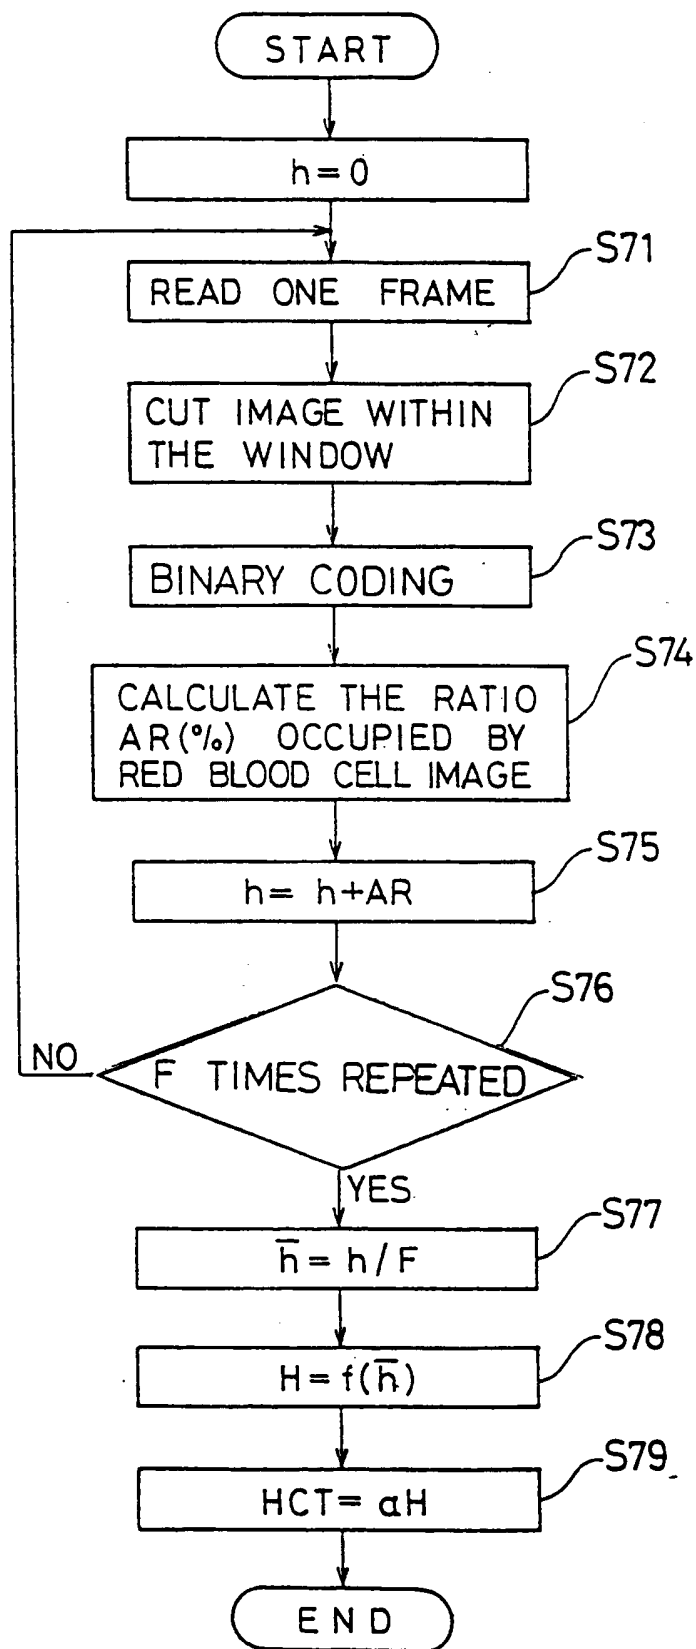 START
h=0
S71
READ ONE FRAME
S72
CUT IMAGE WITHIN
THE WINDOW
S73
BINARY CODING
S74
CALCULATE THE RATIO
AR(%) OCCUPIED BY
RED BLOOD CELL IMAGE
S75
h= h+AR
S76
NO
F TIMES REPEATED
YES
S77
h̅ = h/F
S78
H=f(h̅)
S79
HCT= αH
END